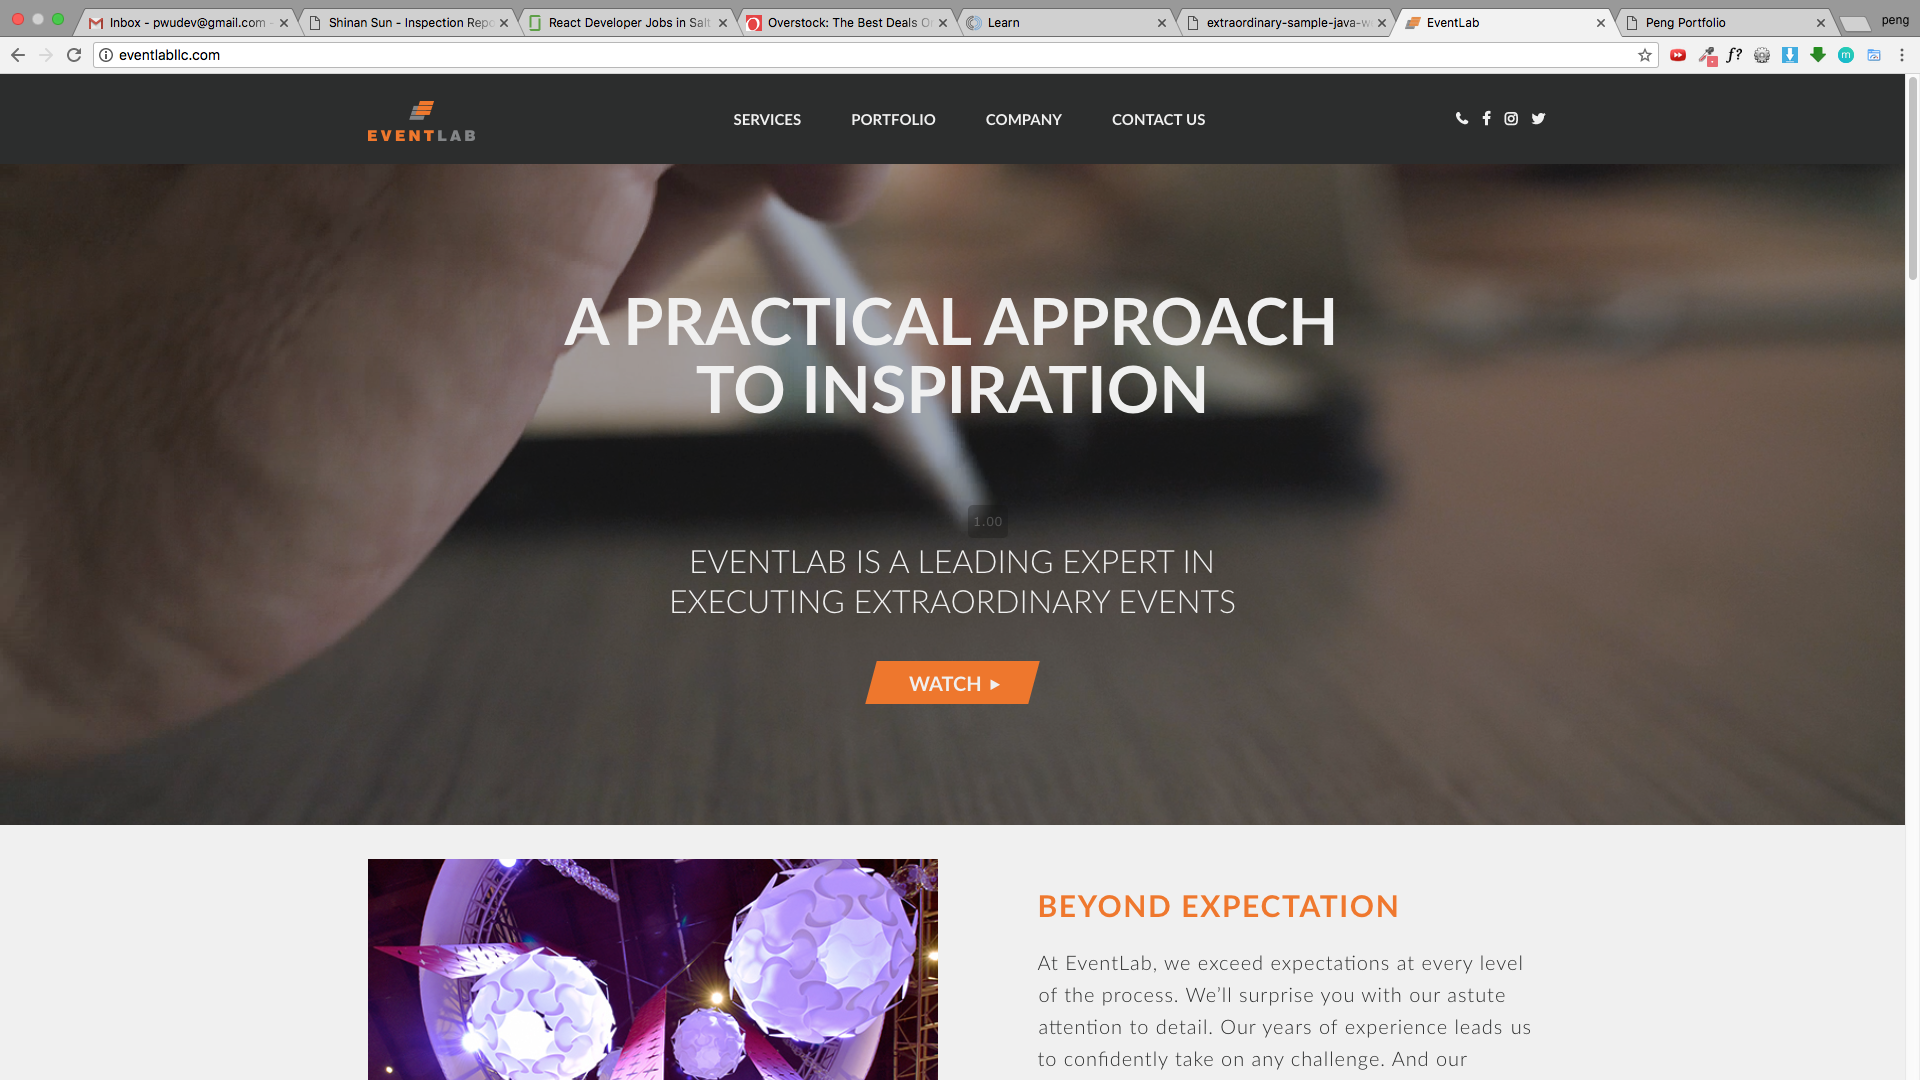 Inbox - pwudev@gmail.com -
Shinan Sun - Inspection Repo
React Developer Jobs in Salt
Overstock: The Best Deals O
Learn
extraordinary-sample-java-w
EventLab
Peng Portfolio
peng
eventlabllc.com
f?
m
EVENTLAB
SERVICES
PORTFOLIO
COMPANY
CONTACT US
A PRACTICAL APPROACH
TO INSPIRATION
1.00
EVENTLAB IS A LEADING EXPERT IN
EXECUTING EXTRAORDINARY EVENTS
WATCH
BEYOND EXPECTATION
At EventLab, we exceed expectations at every level
of the process. We’ll surprise you with our astute
attention to detail. Our years of experience leads us
to confidently take on any challenge. And our